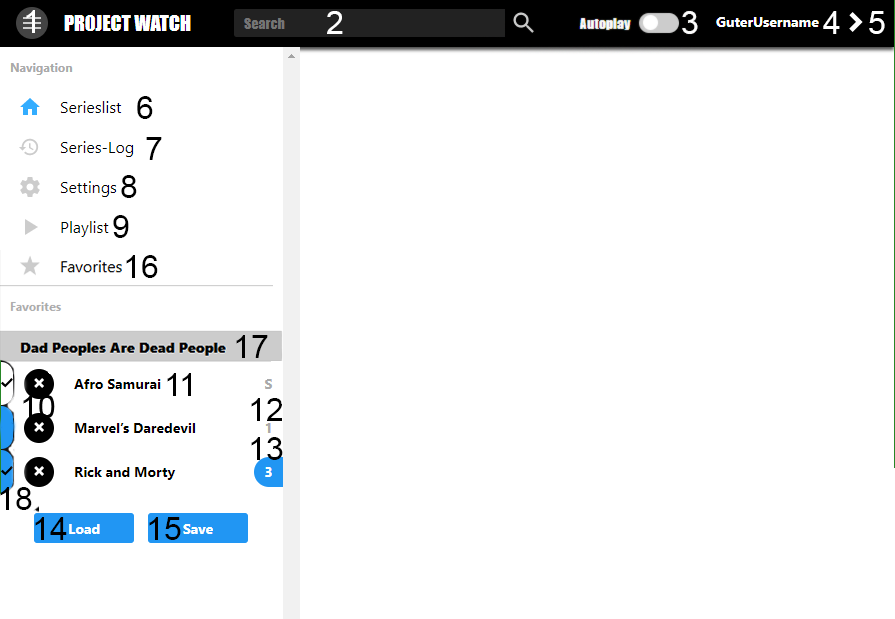 PROJECT WATCH Search 2 Autoplay 3 GuterUsername 4 5
Navigation
Serieslist 6
Series-Log 7
Settings 8
Playlist 9
Favorites 16
Favorites
Dad Peoples Are Dead People 17
Afro Samurai 11 S
10 12
Marvel's Daredevil 1
13
Rick and Morty 3
18
14 Load 15 Save